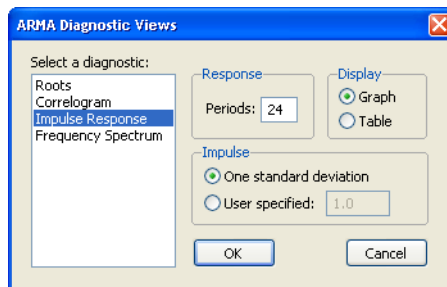 ARMA Diagnostic Views
Select a diagnostic:
Roots
Correlogram
Impulse Response
Frequency Spectrum
Response
Periods: 24
Display
Graph
Table
Impulse
One standard deviation
User specified: 1.0
OK
Cancel